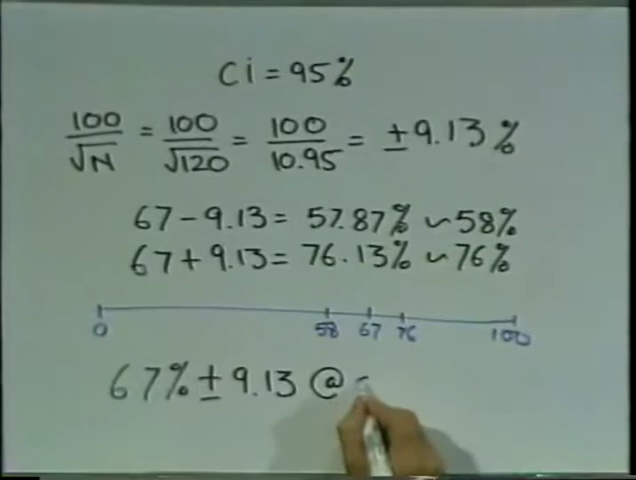 Ci = 95%
100/√N = 100/√120 = 100/10.95 = ±9.13%
67 - 9.13 = 57.87% ~ 58%
67 + 9.13 = 76.13% ~ 76%
0 58 67 76 100
67% ± 9.13 @